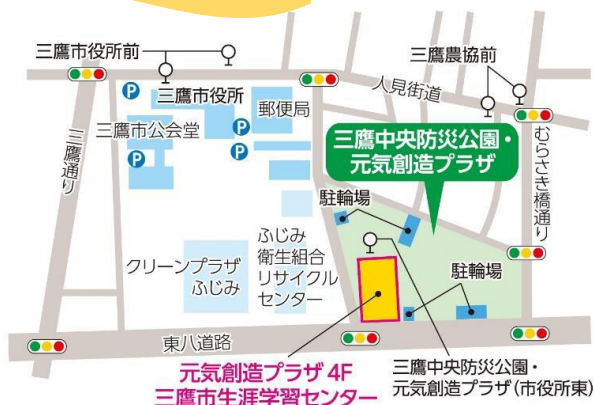 三鷹市役所前
三鷹農協前
人見街道
P
三鷹市役所
郵便局
P
三鷹市公会堂
P
P
三鷹通り
むらさき橋通り
三鷹中央防災公園・
元気創造プラザ
駐輪場
クリーンプラザ
ふじみ
ふじみ
衛生組合
リサイクル
センター
駐輪場
東八道路
元気創造プラザ 4F
三鷹市生涯学習センター
三鷹中央防災公園・
元気創造プラザ(市役所東)